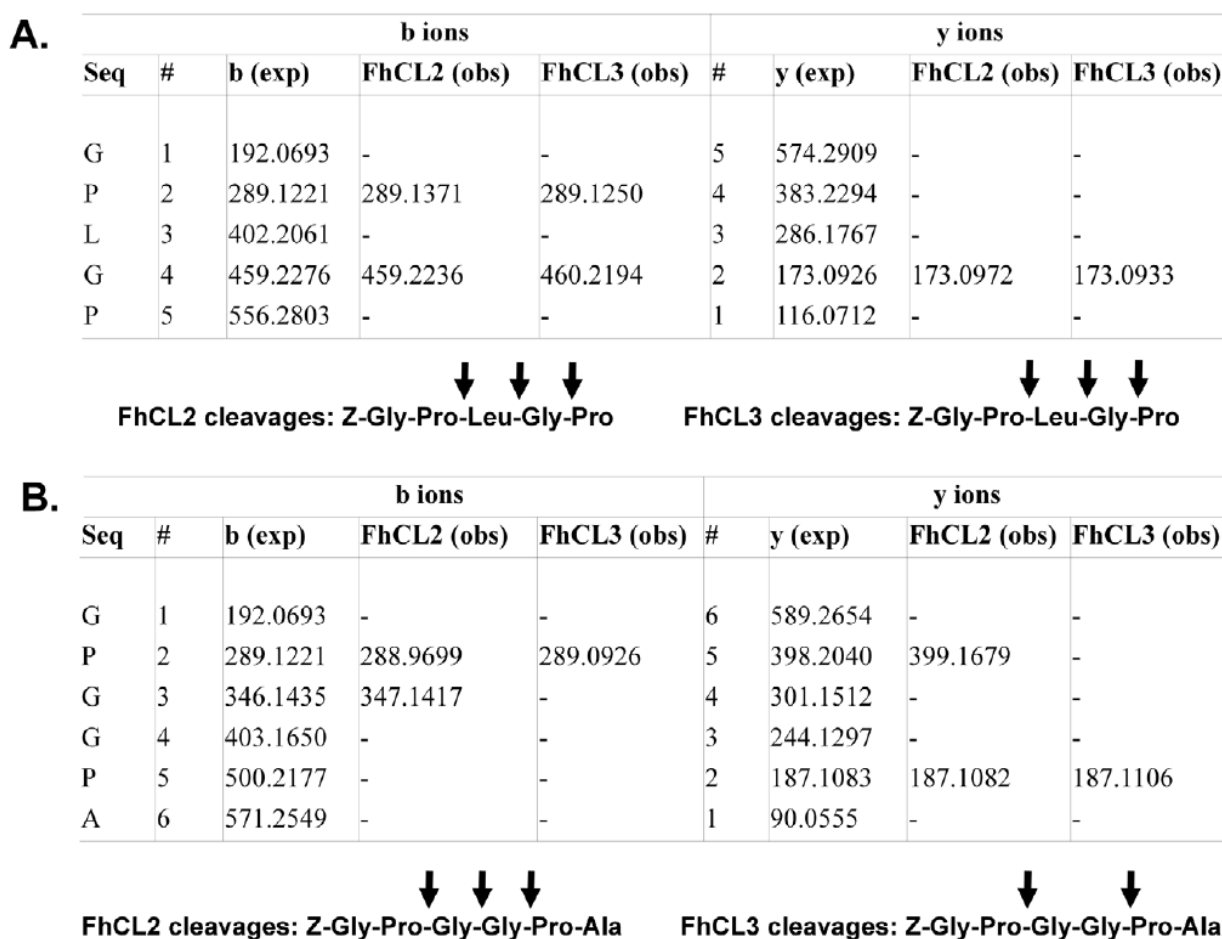 A.
b ions y ions
Seq # b (exp) FhCL2 (obs) FhCL3 (obs) # y (exp) FhCL2 (obs) FhCL3 (obs)
G 1 192.0693 - - 5 574.2909 - -
P 2 289.1221 289.1371 289.1250 4 383.2294 - -
L 3 402.2061 - - 3 286.1767 - -
G 4 459.2276 459.2236 460.2194 2 173.0926 173.0972 173.0933
P 5 556.2803 - - 1 116.0712 - -
FhCL2 cleavages: Z-Gly-Pro-Leu-Gly-Pro FhCL3 cleavages: Z-Gly-Pro-Leu-Gly-Pro
B.
b ions y ions
Seq # b (exp) FhCL2 (obs) FhCL3 (obs) # y (exp) FhCL2 (obs) FhCL3 (obs)
G 1 192.0693 - - 6 589.2654 - -
P 2 289.1221 288.9699 289.0926 5 398.2040 399.1679 -
G 3 346.1435 347.1417 - 4 301.1512 - -
G 4 403.1650 - - 3 244.1297 - -
P 5 500.2177 - - 2 187.1083 187.1082 187.1106
A 6 571.2549 - - 1 90.0555 - -
FhCL2 cleavages: Z-Gly-Pro-Gly-Gly-Pro-Ala FhCL3 cleavages: Z-Gly-Pro-Gly-Gly-Pro-Ala